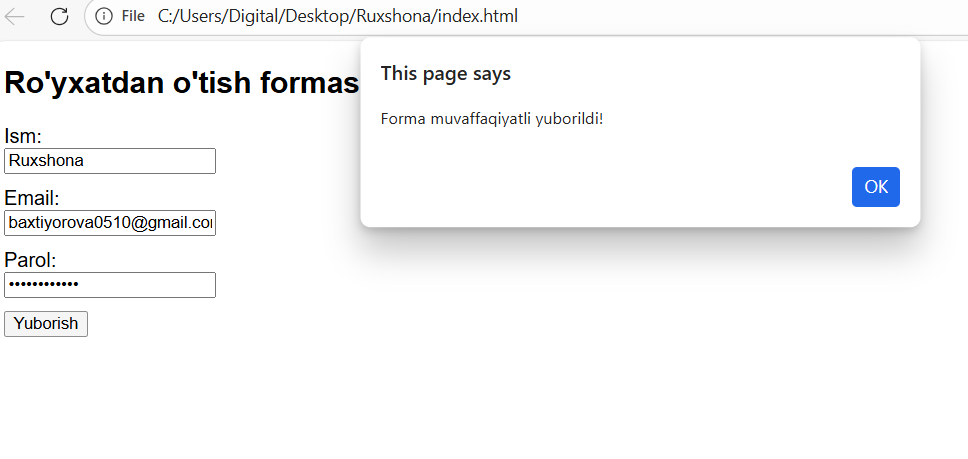 File C:/Users/Digital/Desktop/Ruxshona/index.html
Ro'yxatdan o'tish formas
This page says
Forma muvaffaqiyatli yuborildi!
OK
Ism:
Ruxshona
Email:
baxtiyorova0510@gmail.co
Parol:
••••••••••••
Yuborish